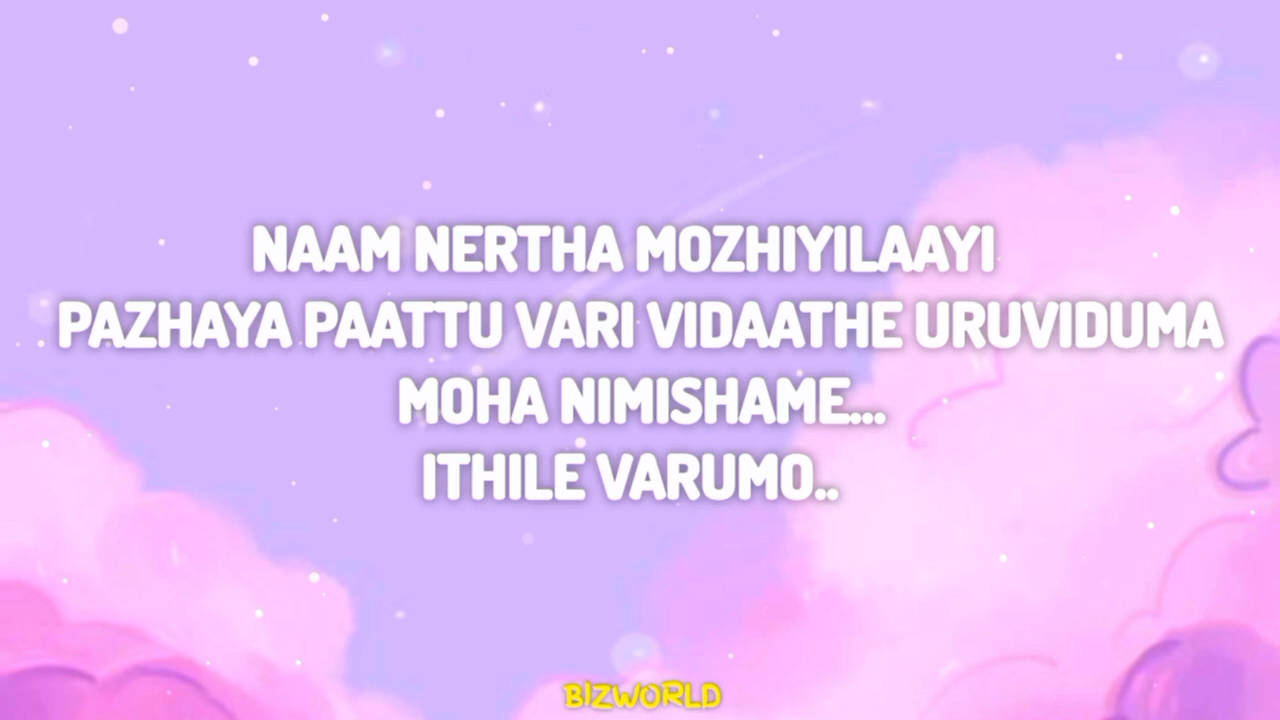 NAAM NERTHA MOZHIYILAAYI
PAZHAYA PAATTU VARI VIDAATHE URUVIDUMA
MOHA NIMISHAME...
ITHILE VARUMO..
BIZWORLD